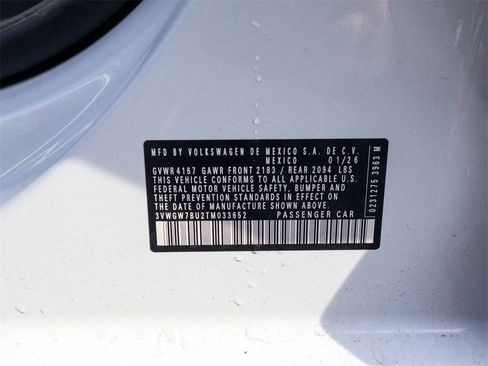 MFD BY VOLKSWAGEN DE MEXICO S.A. DE C.V.
MEXICO 01/26
GVWR 4167 GAWR FRONT 2183 / REAR 2094 LBS
THIS VEHICLE CONFORMS TO ALL APPLICABLE U.S.
FEDERAL MOTOR VEHICLE SAFETY, BUMPER AND
THEFT PREVENTION STANDARDS IN EFFECT ON
THE DATE OF MANUFACTURE SHOWN ABOVE.
3VWGW7BU2TM033652 PASSENGER CAR
0231275 3963 M